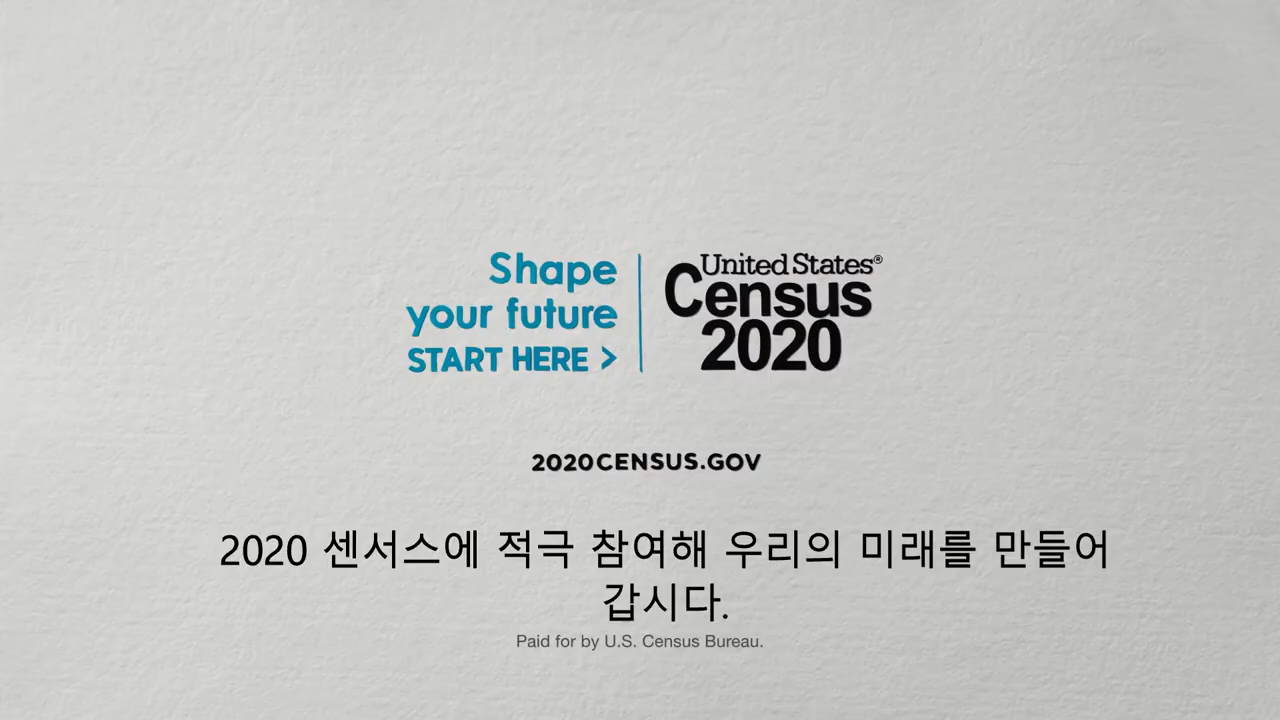 Shape
your future
START HERE >
United States®
Census
2020
2020CENSUS.GOV
2020 센서스에 적극 참여해 우리의 미래를 만들어
갑시다.
Paid for by U.S. Census Bureau.